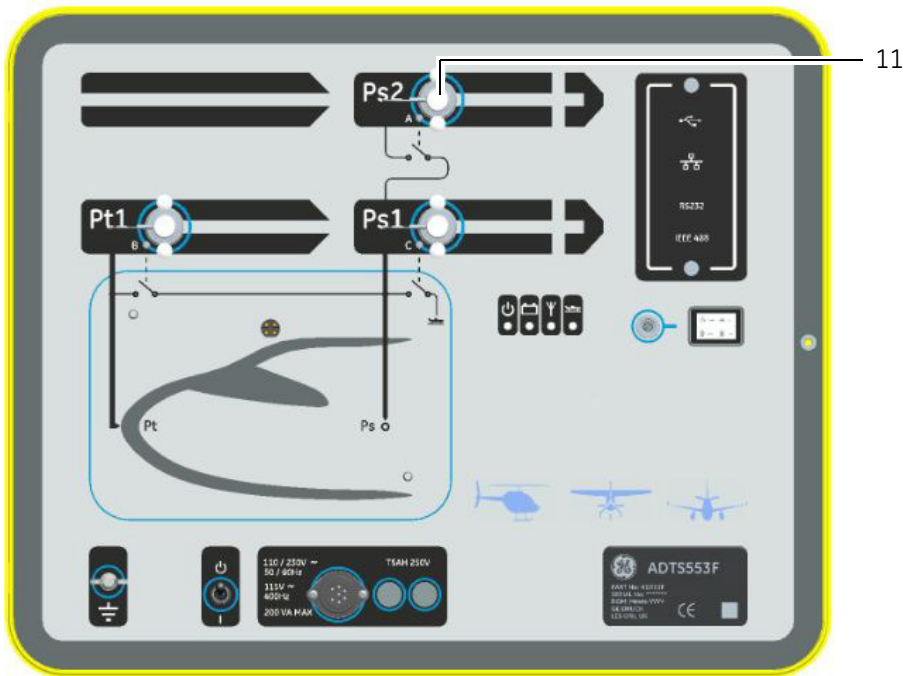 11
Ps2
A
Pt1
B
Ps1
C
RS232
IEEE 488
Pt
Ps
110 / 230V ~
50 / 60Hz
115V ~
400Hz
200 VA MAX
T5AH 250V
ADTS553F
CE